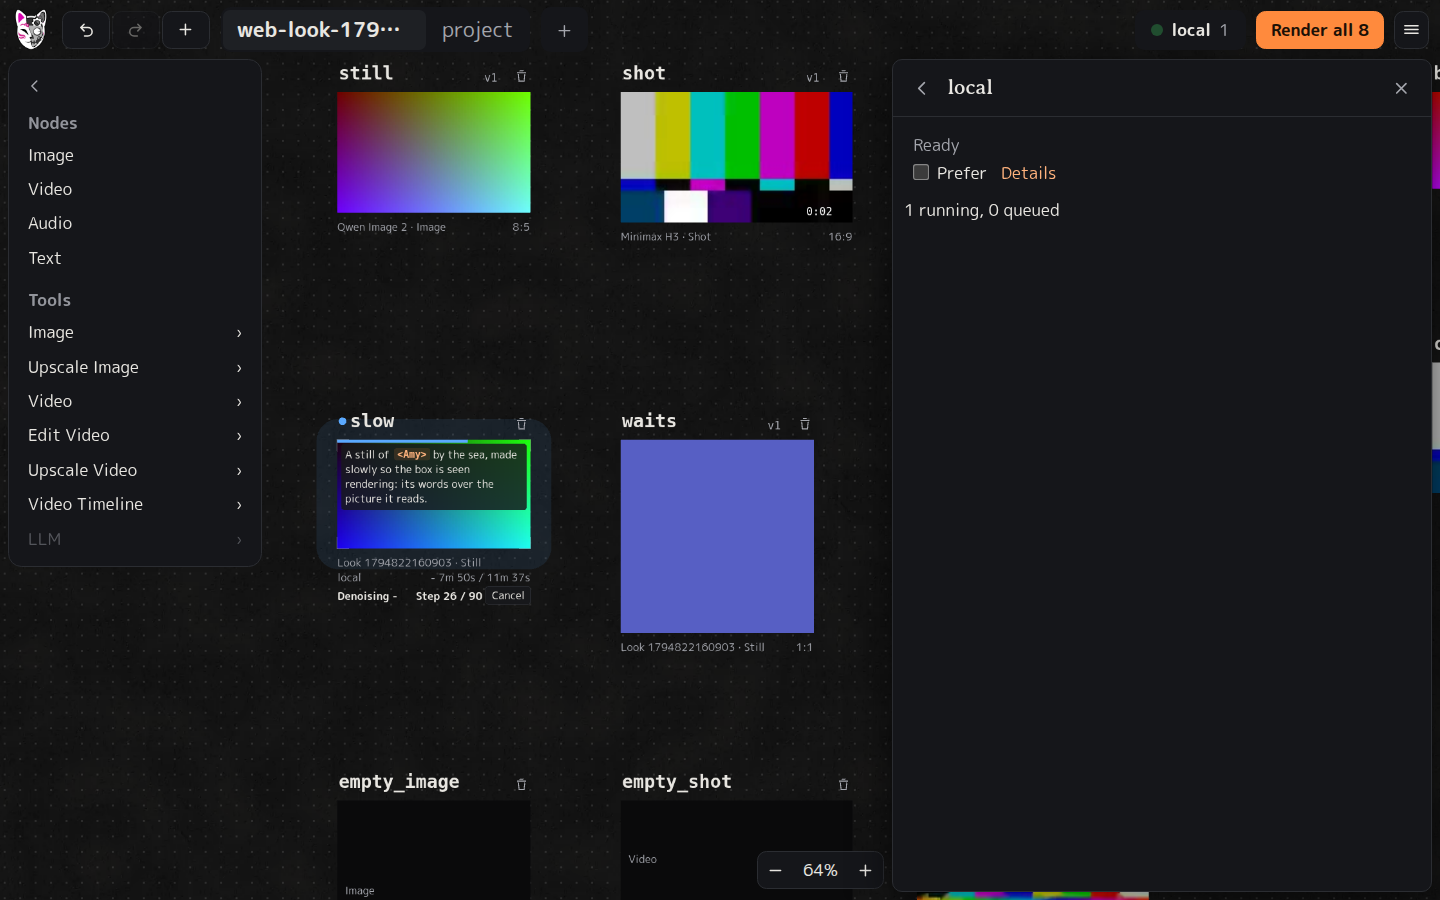 web-look-179···
project
local 1
Render all 8
Nodes
Image
Video
Audio
Text
Tools
Image
Upscale Image
Video
Edit Video
Upscale Video
Video Timeline
LLM
still
v1
Qwen Image 2 · Image
8:5
shot
v1
0:02
Minimax H3 · Shot
16:9
slow
A still of <Amy> by the sea, made
slowly so the box is seen
rendering: its words over the
picture it reads.
Look 1794822160903 · Still
local
- 7m 50s / 11m 37s
Denoising -
Step 26 / 90
Cancel
waits
v1
Look 1794822160903 · Still
1:1
empty_image
Image
empty_shot
Video
64%
local
Ready
Prefer
Details
1 running, 0 queued